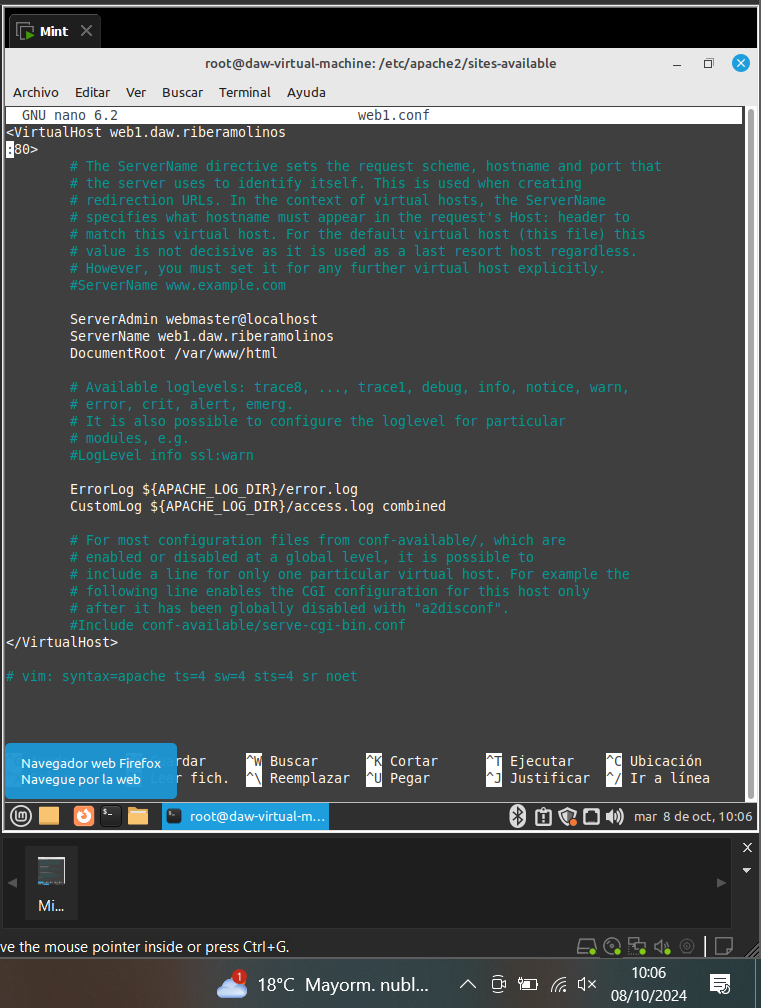 Mint
root@daw-virtual-machine: /etc/apache2/sites-available
Archivo Editar Ver Buscar Terminal Ayuda
GNU nano 6.2 web1.conf
<VirtualHost web1.daw.riberamolinos
:80>
# The ServerName directive sets the request scheme, hostname and port that
# the server uses to identify itself. This is used when creating
# redirection URLs. In the context of virtual hosts, the ServerName
# specifies what hostname must appear in the request's Host: header to
# match this virtual host. For the default virtual host (this file) this
# value is not decisive as it is used as a last resort host regardless.
# However, you must set it for any further virtual host explicitly.
#ServerName www.example.com
ServerAdmin webmaster@localhost
ServerName web1.daw.riberamolinos
DocumentRoot /var/www/html
# Available loglevels: trace8, ..., trace1, debug, info, notice, warn,
# error, crit, alert, emerg.
# It is also possible to configure the loglevel for particular
# modules, e.g.
#LogLevel info ssl:warn
ErrorLog ${APACHE_LOG_DIR}/error.log
CustomLog ${APACHE_LOG_DIR}/access.log combined
# For most configuration files from conf-available/, which are
# enabled or disabled at a global level, it is possible to
# include a line for only one particular virtual host. For example the
# following line enables the CGI configuration for this host only
# after it has been globally disabled with "a2disconf".
#Include conf-available/serve-cgi-bin.conf
</VirtualHost>
# vim: syntax=apache ts=4 sw=4 sts=4 sr noet
Navegador web Firefox
Navegue por la web
ardar ^W Buscar ^K Cortar ^T Ejecutar ^C Ubicación
fich. ^\ Reemplazar ^U Pegar ^J Justificar ^/ Ir a línea
root@daw-virtual-m... mar 8 de oct, 10:06
Mi...
ve the mouse pointer inside or press Ctrl+G.
1
18°C Mayorm. nubl...
10:06
08/10/2024